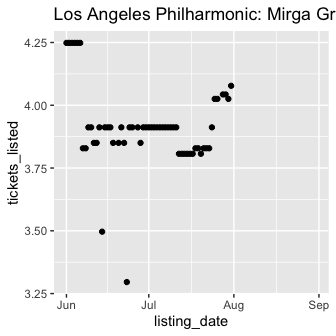 Los Angeles Philharmonic: Mirga Gr
4.25
4.00
3.75
3.50
3.25
tickets_listed
Jun Jul Aug Sep
listing_date